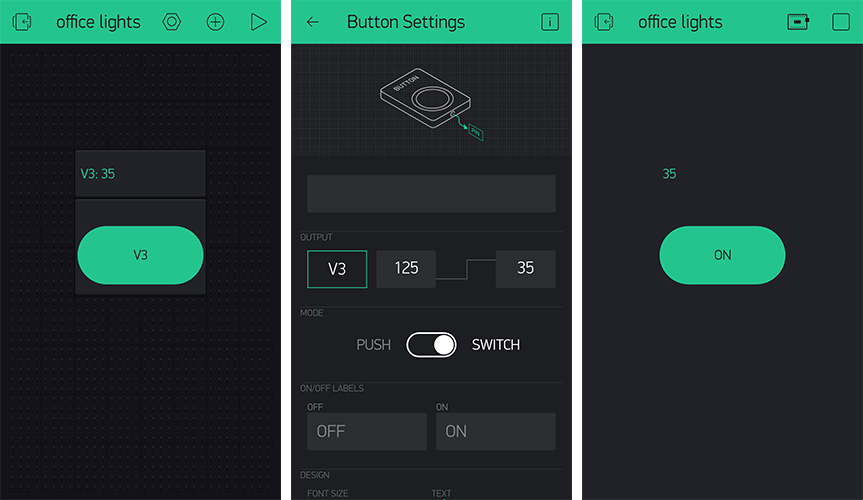 office lights
V3: 35
V3
Button Settings
i
BUTTON
PIN
OUTPUT
V3 125 35
MODE
PUSH SWITCH
ON/OFF LABELS
OFF ON
OFF ON
DESIGN
FONT SIZE TEXT
office lights
35
ON